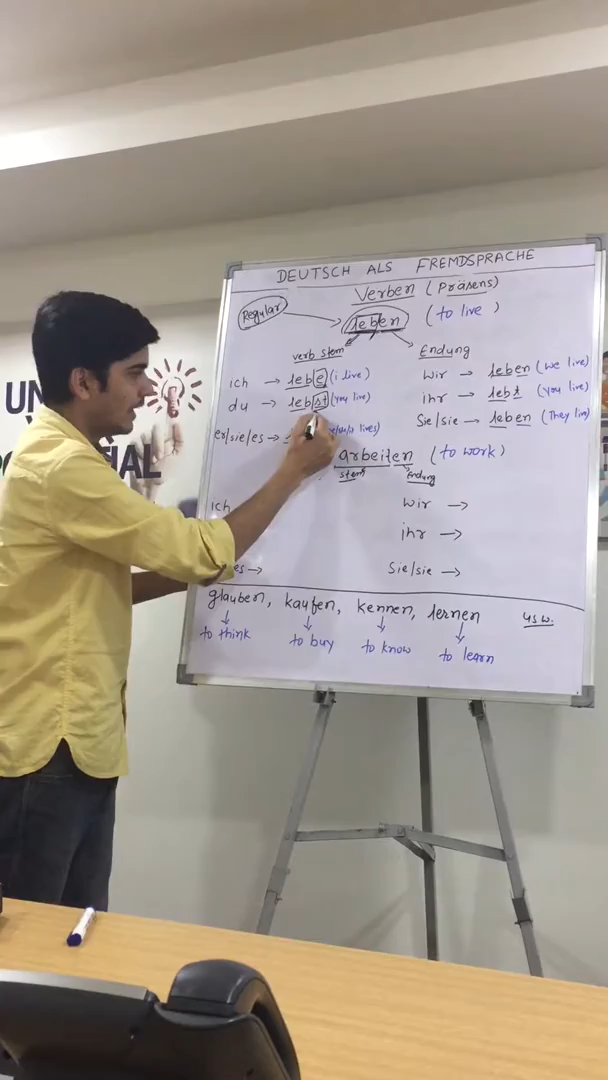 DEUTSCH ALS FREMDSPRACHE
Verben (Präsens)
Regular → leben (to live)
verb stem Endung
ich → lebe (i live) Wir → leben (we live)
du → lebst (you live) ihr → lebt (you live)
er/sie/es → lives) Sie/sie → leben (They live)
arbeiten (to work)
stem Endung
ich Wir →
ihr →
es → Sie/sie →
glauben, kaufen, kennen, lernen usw.
to think to buy to know to learn
UN